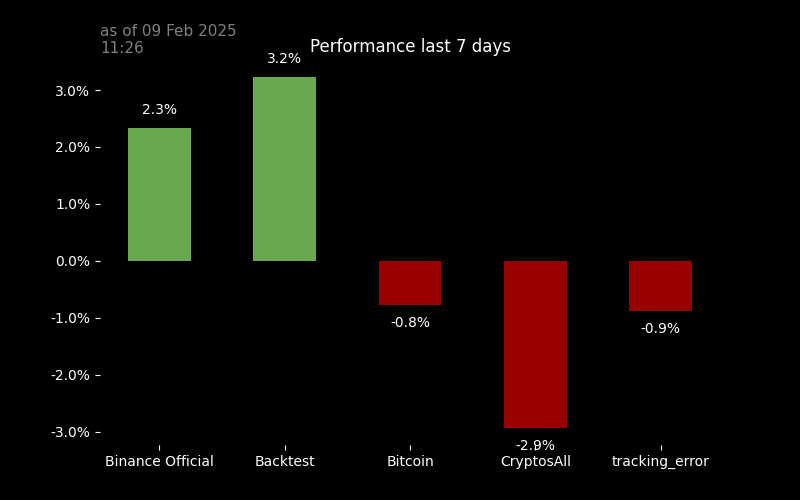 as of 09 Feb 2025
11:26
Performance last 7 days
3.2%
3.0%
2.3%
2.0%
1.0%
0.0%
-1.0%
-0.8%
-0.9%
-2.0%
-3.0%
-2.9%
Binance Official
Backtest
Bitcoin
CryptosAll
tracking_error